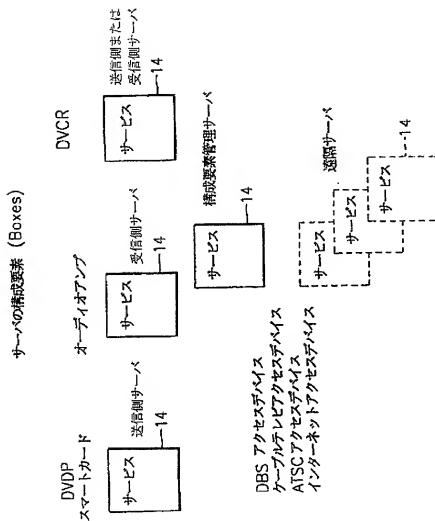 サーバの構成要素 (Boxes)
DVDP
スマートカード
送信側サーバ
14
サービス
オーディオアンプ
受信側サーバ
14
サービス
DVCR
送信側または
受信側サーバ
14
サービス
構成要素管理サーバ
14
サービス
DBS アクセスデバイス
ケーブルテレビアクセスデバイス
ATSC アクセスデバイス
インターネットアクセスデバイス
遠隔サーバ
サービス
サービス
サービス
14